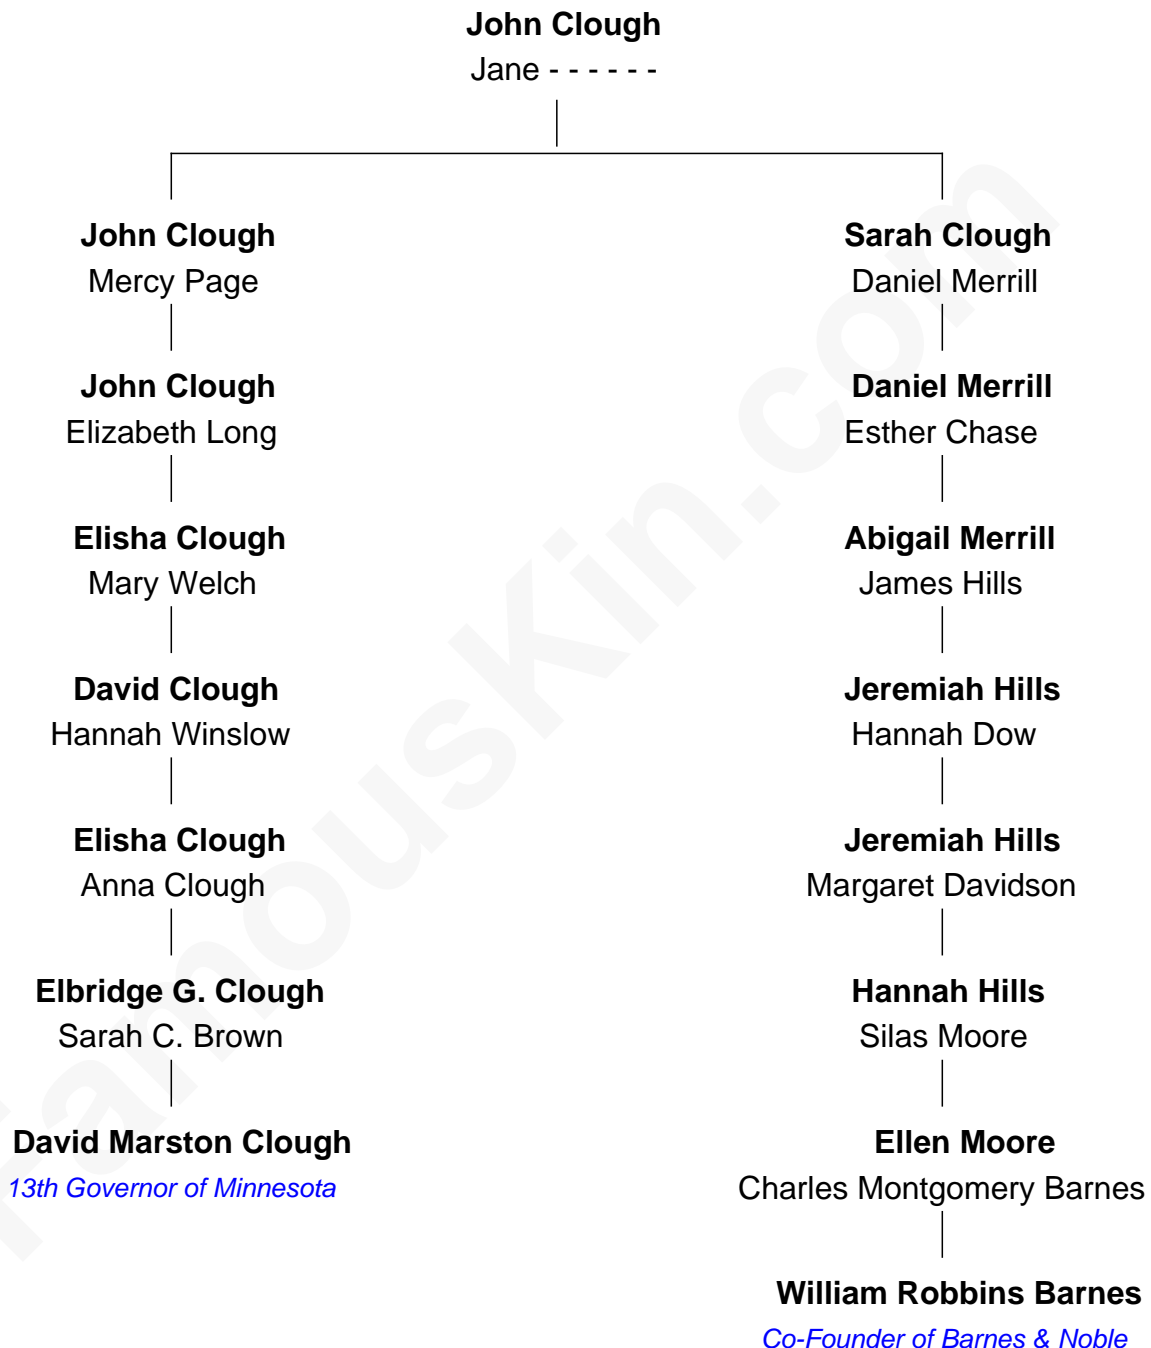 John Clough
Jane - - - - - -
John Clough
Mercy Page
Sarah Clough
Daniel Merrill
John Clough
Elizabeth Long
Daniel Merrill
Esther Chase
Elisha Clough
Mary Welch
Abigail Merrill
James Hills
David Clough
Hannah Winslow
Jeremiah Hills
Hannah Dow
Elisha Clough
Anna Clough
Jeremiah Hills
Margaret Davidson
Elbridge G. Clough
Sarah C. Brown
Hannah Hills
Silas Moore
David Marston Clough
13th Governor of Minnesota
Ellen Moore
Charles Montgomery Barnes
William Robbins Barnes
Co-Founder of Barnes & Noble
FamousKin.com